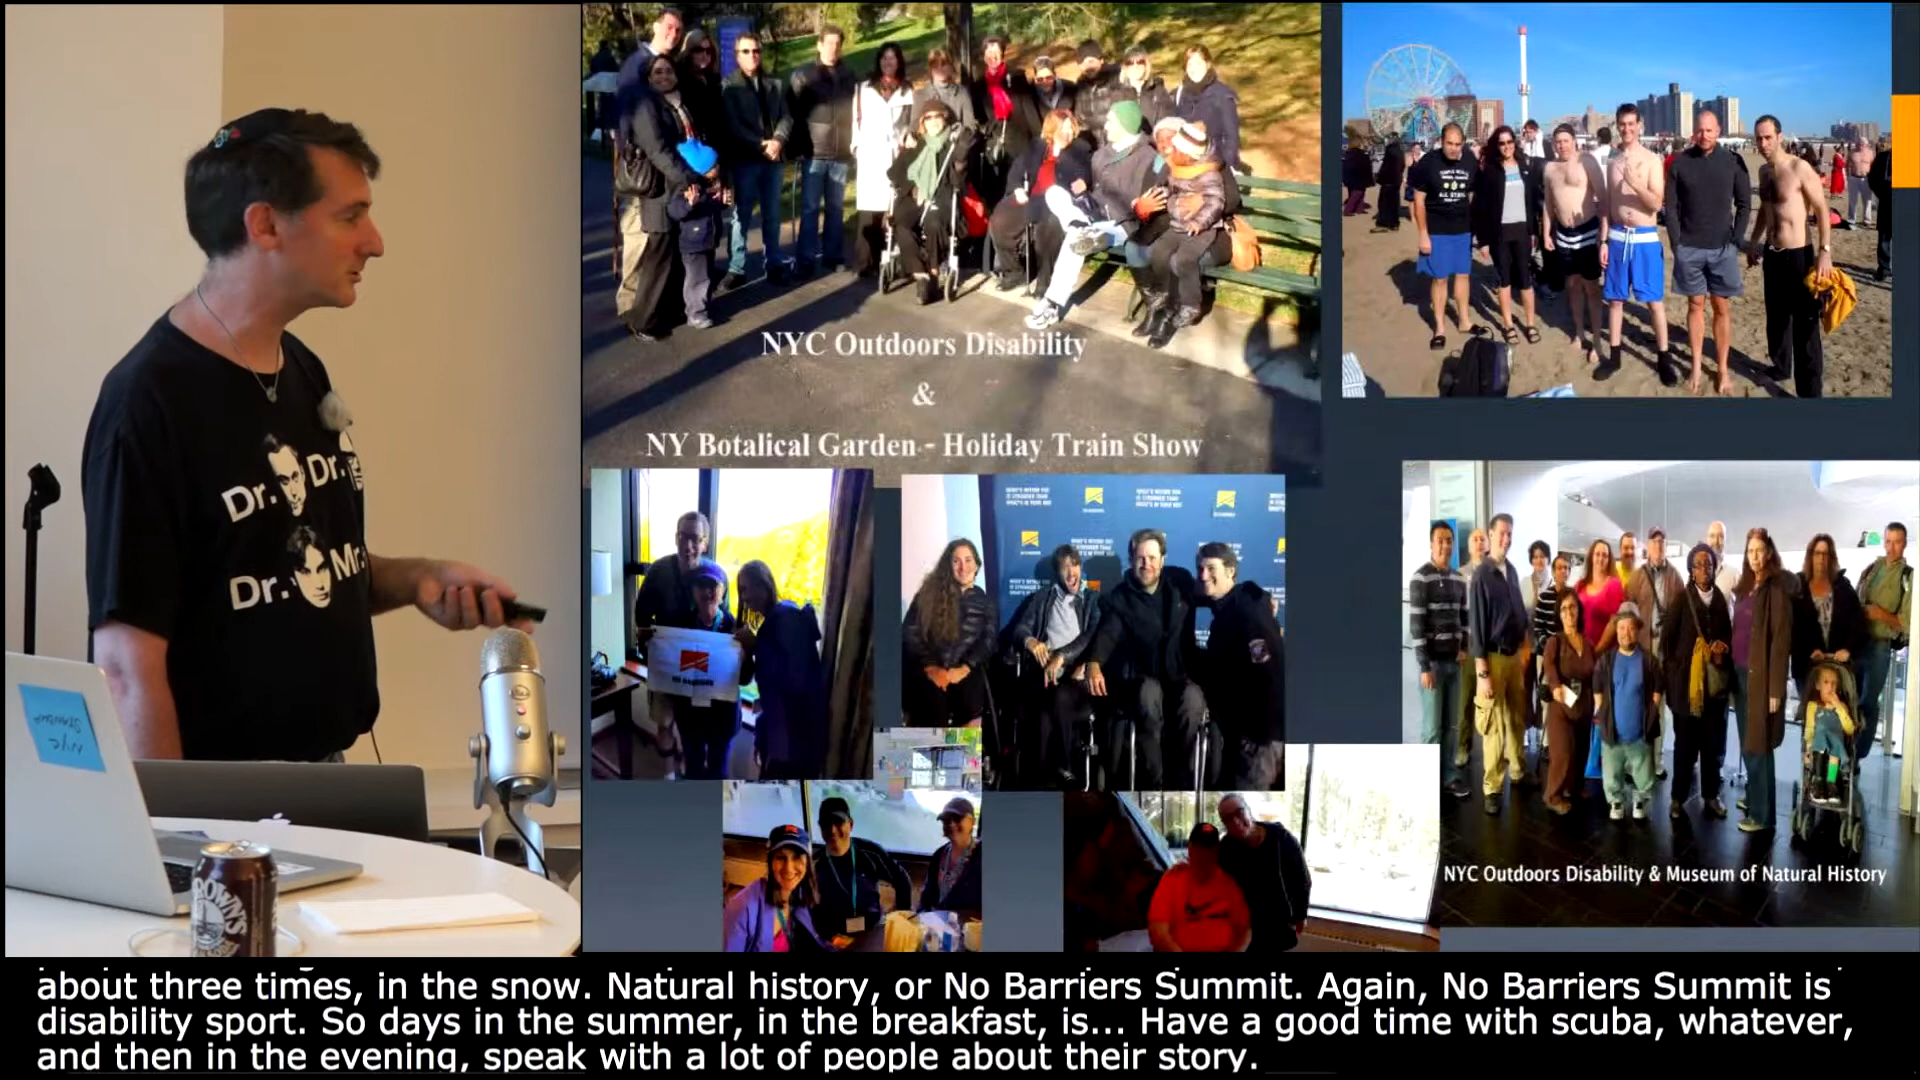 Dr. Dr.
Dr. Mr.
NYC
NYC Outdoors Disability
&
NY Botalical Garden - Holiday Train Show
NYC Outdoors Disability & Museum of Natural History
about three times, in the snow. Natural history, or No Barriers Summit. Again, No Barriers Summit is
disability sport. So days in the summer, in the breakfast, is... Have a good time with scuba, whatever,
and then in the evening, speak with a lot of people about their story.